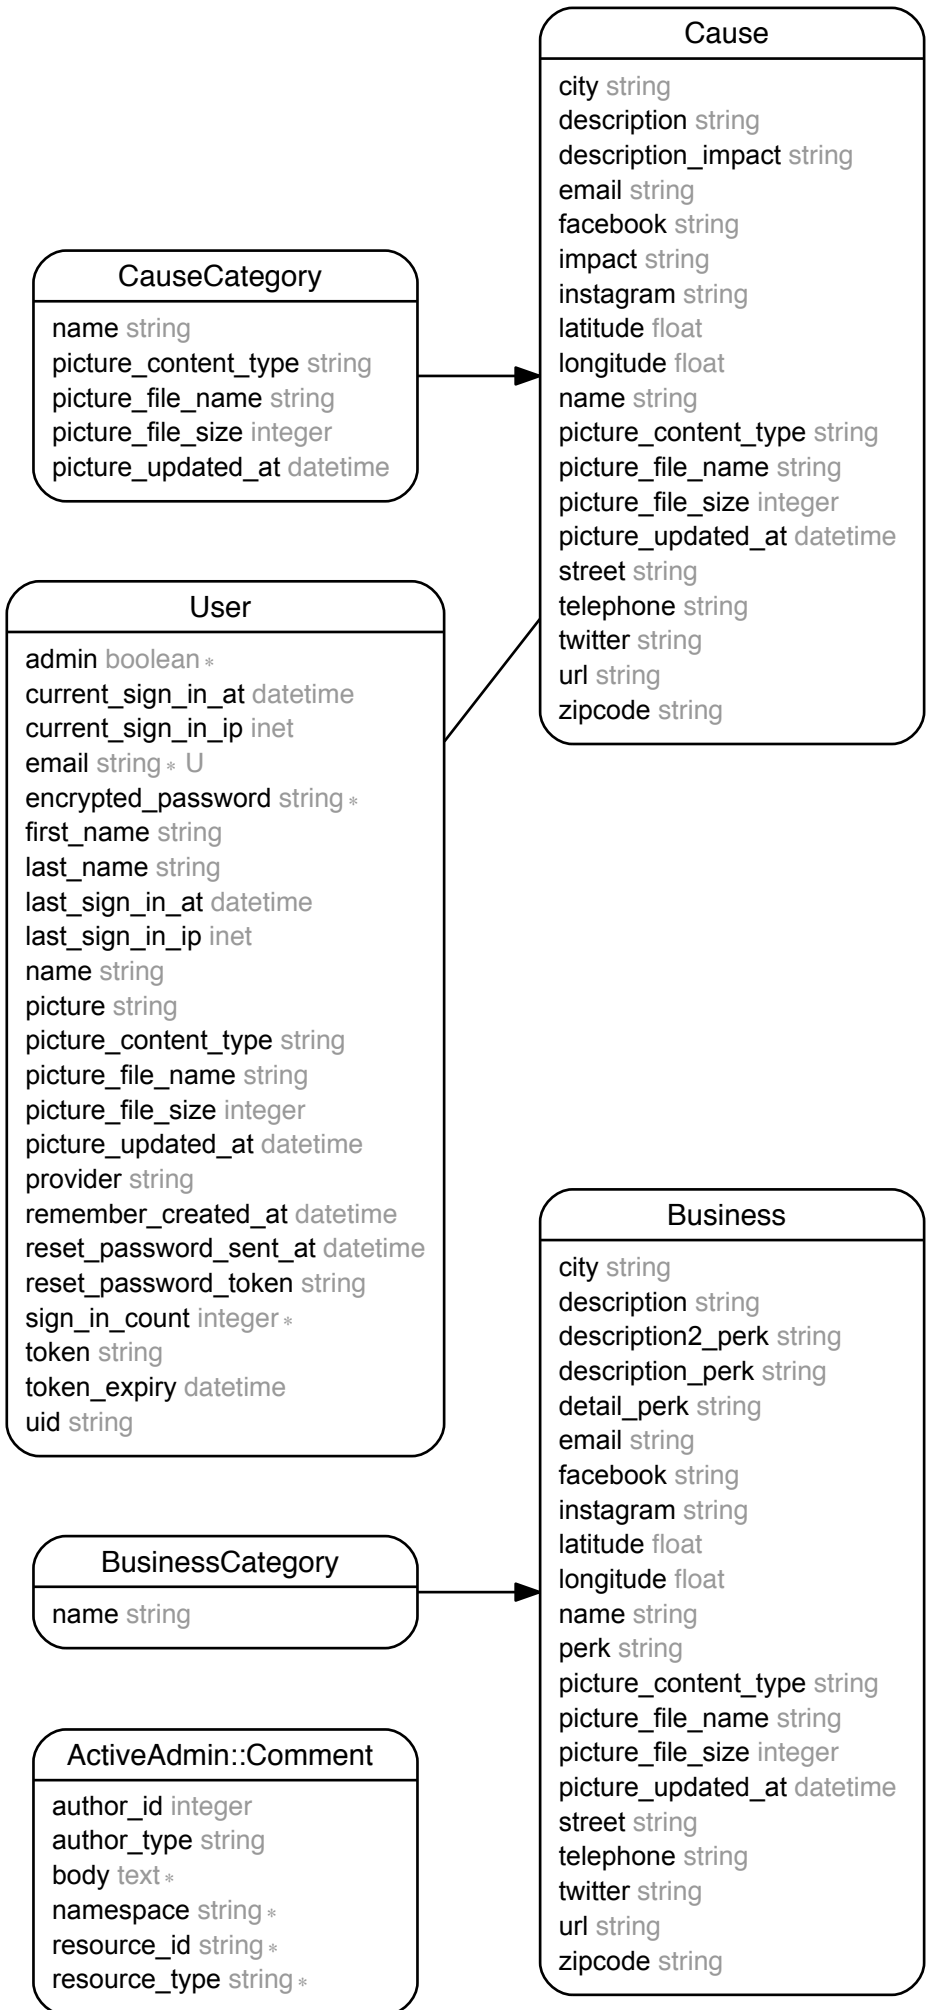 Cause
city string
description string
description_impact string
email string
facebook string
impact string
instagram string
latitude float
longitude float
name string
picture_content_type string
picture_file_name string
picture_file_size integer
picture_updated_at datetime
street string
telephone string
twitter string
url string
zipcode string
CauseCategory
name string
picture_content_type string
picture_file_name string
picture_file_size integer
picture_updated_at datetime
User
admin boolean *
current_sign_in_at datetime
current_sign_in_ip inet
email string * U
encrypted_password string *
first_name string
last_name string
last_sign_in_at datetime
last_sign_in_ip inet
name string
picture string
picture_content_type string
picture_file_name string
picture_file_size integer
picture_updated_at datetime
provider string
remember_created_at datetime
reset_password_sent_at datetime
reset_password_token string
sign_in_count integer *
token string
token_expiry datetime
uid string
Business
city string
description string
description2_perk string
description_perk string
detail_perk string
email string
facebook string
instagram string
latitude float
longitude float
name string
perk string
picture_content_type string
picture_file_name string
picture_file_size integer
picture_updated_at datetime
street string
telephone string
twitter string
url string
zipcode string
BusinessCategory
name string
ActiveAdmin::Comment
author_id integer
author_type string
body text *
namespace string *
resource_id string *
resource_type string *